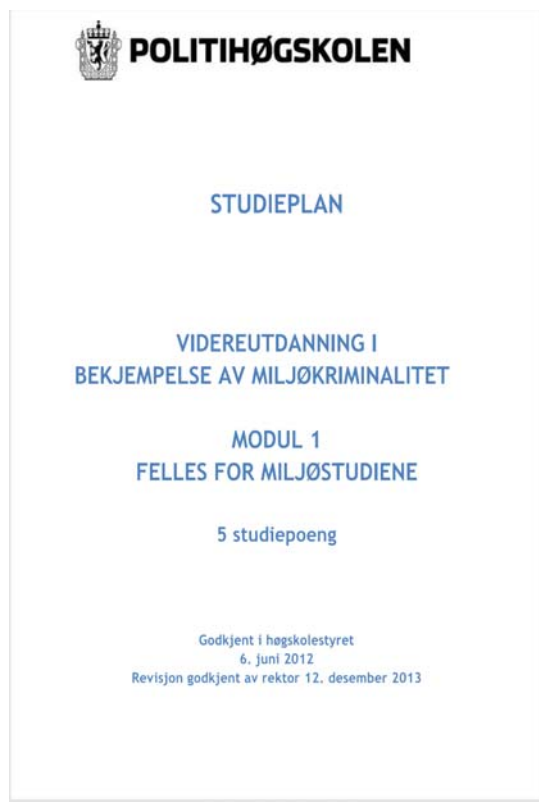 POLITIHØGSKOLEN
STUDIEPLAN
VIDEREUTDANNING I
BEKJEMPELSE AV MILJØKRIMINALITET
MODUL 1
FELLES FOR MILJØSTUDIENE
5 studiepoeng
Godkjent i høgskolestyret
6. juni 2012
Revisjon godkjent av rektor 12. desember 2013